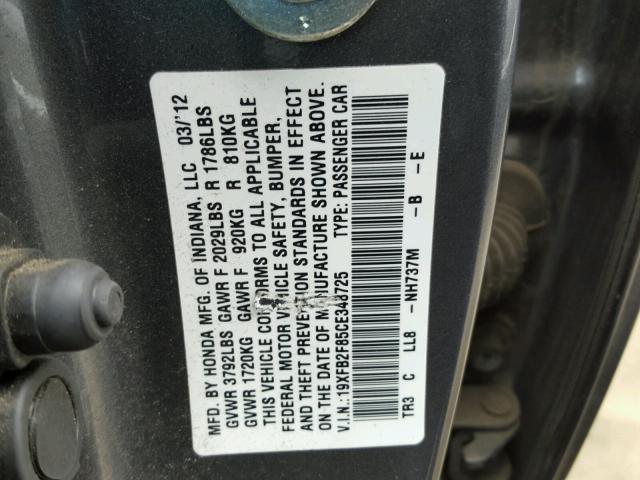 MFD. BY HONDA MFG. OF INDIANA, LLC 03/'12
GVWR 3792LBS GAWR F 2029LBS R 1786LBS
GVWR 1720KG GAWR F 920KG R 810KG
THIS VEHICLE CONFORMS TO ALL APPLICABLE
FEDERAL MOTOR VEHICLE SAFETY, BUMPER,
AND THEFT PREVENTION STANDARDS IN EFFECT
ON THE DATE OF MANUFACTURE SHOWN ABOVE.
V.I.N.: 19XFB2F85CE348725 TYPE: PASSENGER CAR
TR3 C LL8 -NH737M -B -E